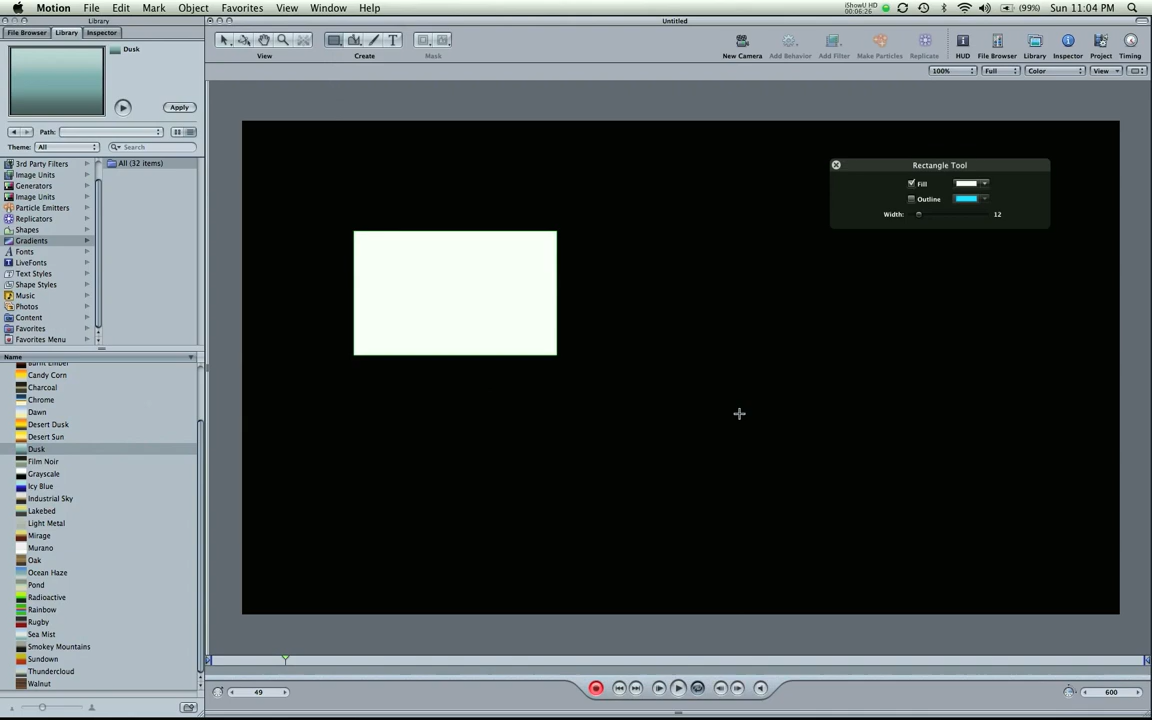 Motion File Edit Mark Object Favorites View Window Help
iShowU HD 00:06:26 (99%) Sun 11:04 PM
Library
Untitled
File Browser Library Inspector
Dusk
Apply
View Create Mask
New Camera Add Behavior Add Filter Make Particles Replicate HUD File Browser Library Inspector Project Timing
100% Full Color View
Path:
Theme: All Search
3rd Party Filters
Image Units
Generators
Image Units
Particle Emitters
Replicators
Shapes
Gradients
Fonts
LiveFonts
Text Styles
Shape Styles
Music
Photos
Content
Favorites
Favorites Menu
All (32 items)
Rectangle Tool
Fill
Outline
Width: 12
Name
Burnt Ember
Candy Corn
Charcoal
Chrome
Dawn
Desert Dusk
Desert Sun
Dusk
Film Noir
Grayscale
Icy Blue
Industrial Sky
Lakebed
Light Metal
Mirage
Murano
Oak
Ocean Haze
Pond
Radioactive
Rainbow
Rugby
Sea Mist
Smokey Mountains
Sundown
Thundercloud
Walnut
49
600